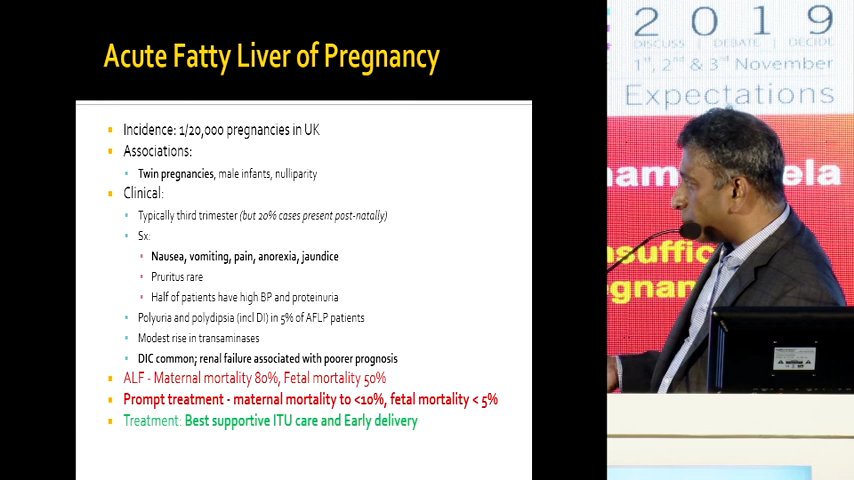 Acute Fatty Liver of Pregnancy
Incidence: 1/20,000 pregnancies in UK
Associations:
Twin pregnancies, male infants, nulliparity
Clinical:
Typically third trimester (but 20% cases present post-natally)
Sx:
Nausea, vomiting, pain, anorexia, jaundice
Pruritus rare
Half of patients have high BP and proteinuria
Polyuria and polydipsia (incl DI) in 5% of AFLP patients
Modest rise in transaminases
DIC common; renal failure associated with poorer prognosis
ALF - Maternal mortality 80%, Fetal mortality 50%
Prompt treatment - maternal mortality to <10%, fetal mortality < 5%
Treatment: Best supportive ITU care and Early delivery
2019
DISCUSS | DEBATE | DECIDE
1st, 2nd & 3rd November
Expectations
ham ela
nsuffic
gnan